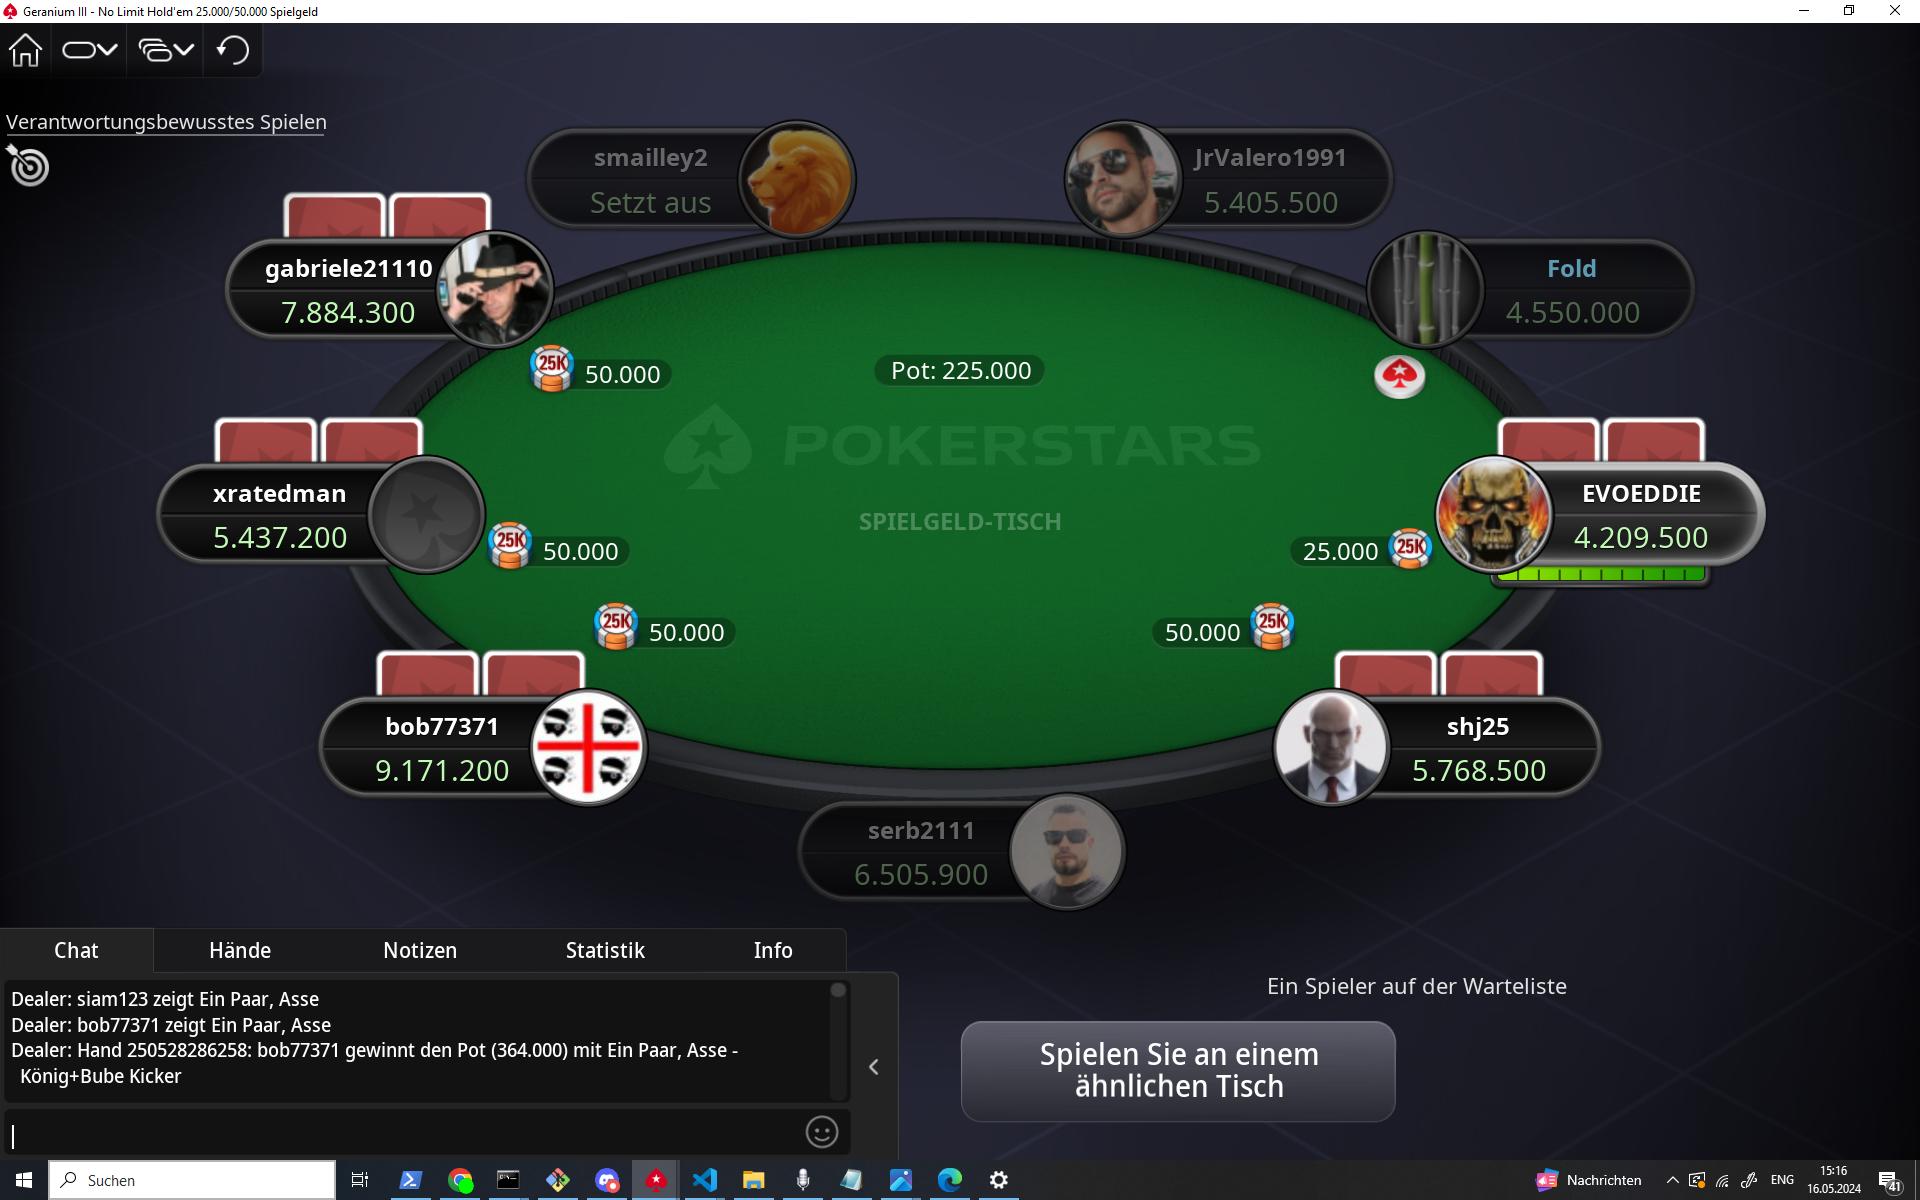 Geranium III - No Limit Hold'em 25.000/50.000 Spielgeld
Verantwortungsbewusstes Spielen
smailley2
Setzt aus
JrValero1991
5.405.500
gabriele21110
7.884.300
Fold
4.550.000
25K
50.000
Pot: 225.000
POKERSTARS
SPIELGELD-TISCH
xratedman
5.437.200
25K
50.000
EVOEDDIE
4.209.500
25.000
25K
25K
50.000
50.000
25K
bob77371
9.171.200
shj25
5.768.500
serb2111
6.505.900
Chat
Hände
Notizen
Statistik
Info
Dealer: siam123 zeigt Ein Paar, Asse
Dealer: bob77371 zeigt Ein Paar, Asse
Dealer: Hand 250528286258: bob77371 gewinnt den Pot (364.000) mit Ein Paar, Asse -
König+Bube Kicker
Ein Spieler auf der Warteliste
Spielen Sie an einem
ähnlichen Tisch
Suchen
Nachrichten
ENG
15:16
16.05.2024
41